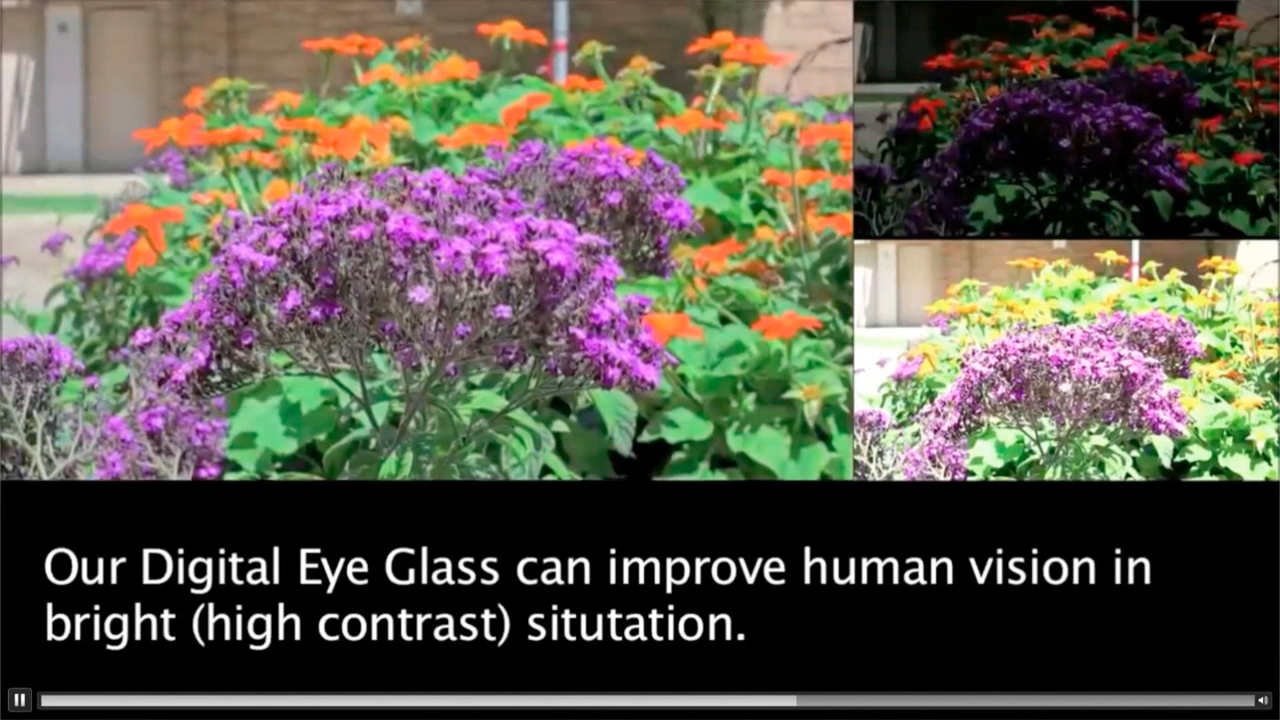 Our Digital Eye Glass can improve human vision in
bright (high contrast) situtation.